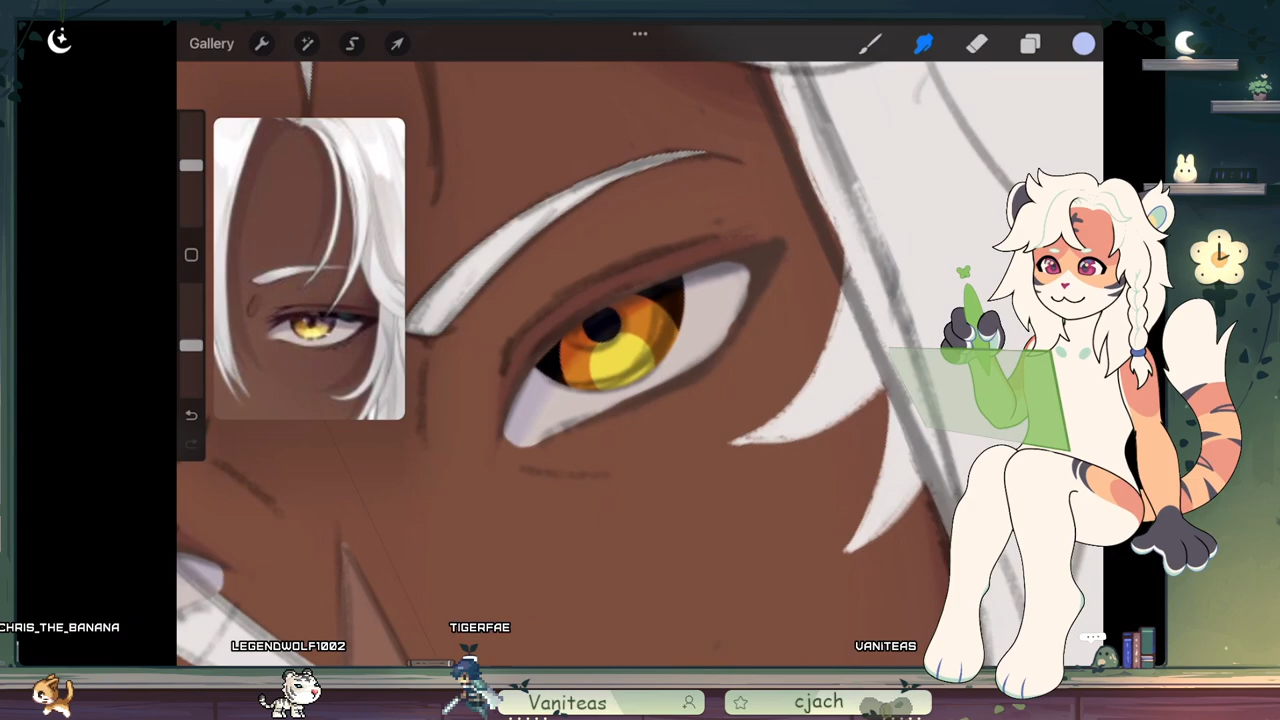 Gallery
CHRIS_THE_BANANA
LEGENDWOLF1002
TIGERFAE
VANITEAS
Vaniteas
cjach